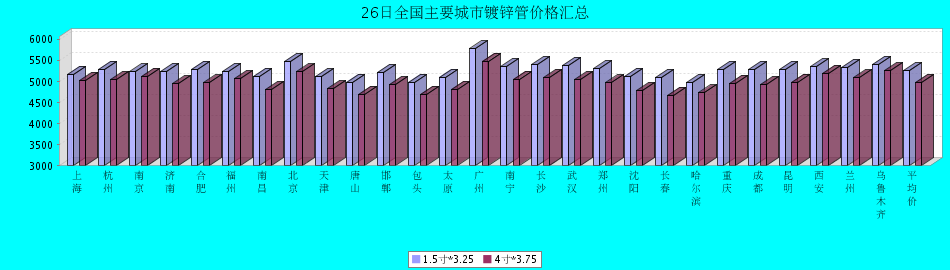 26日全国主要城市镀锌管价格汇总
6000
5500
5000
4500
4000
3500
3000
上海 杭州 南京 济南 合肥 福州 南昌 北京 天津 唐山 邯郸 包头 太原 广州 南宁 长沙 武汉 郑州 沈阳 长春 哈尔滨 重庆 成都 昆明 西安 兰州 乌鲁木齐 平均价
1.5寸*3.25 4寸*3.75